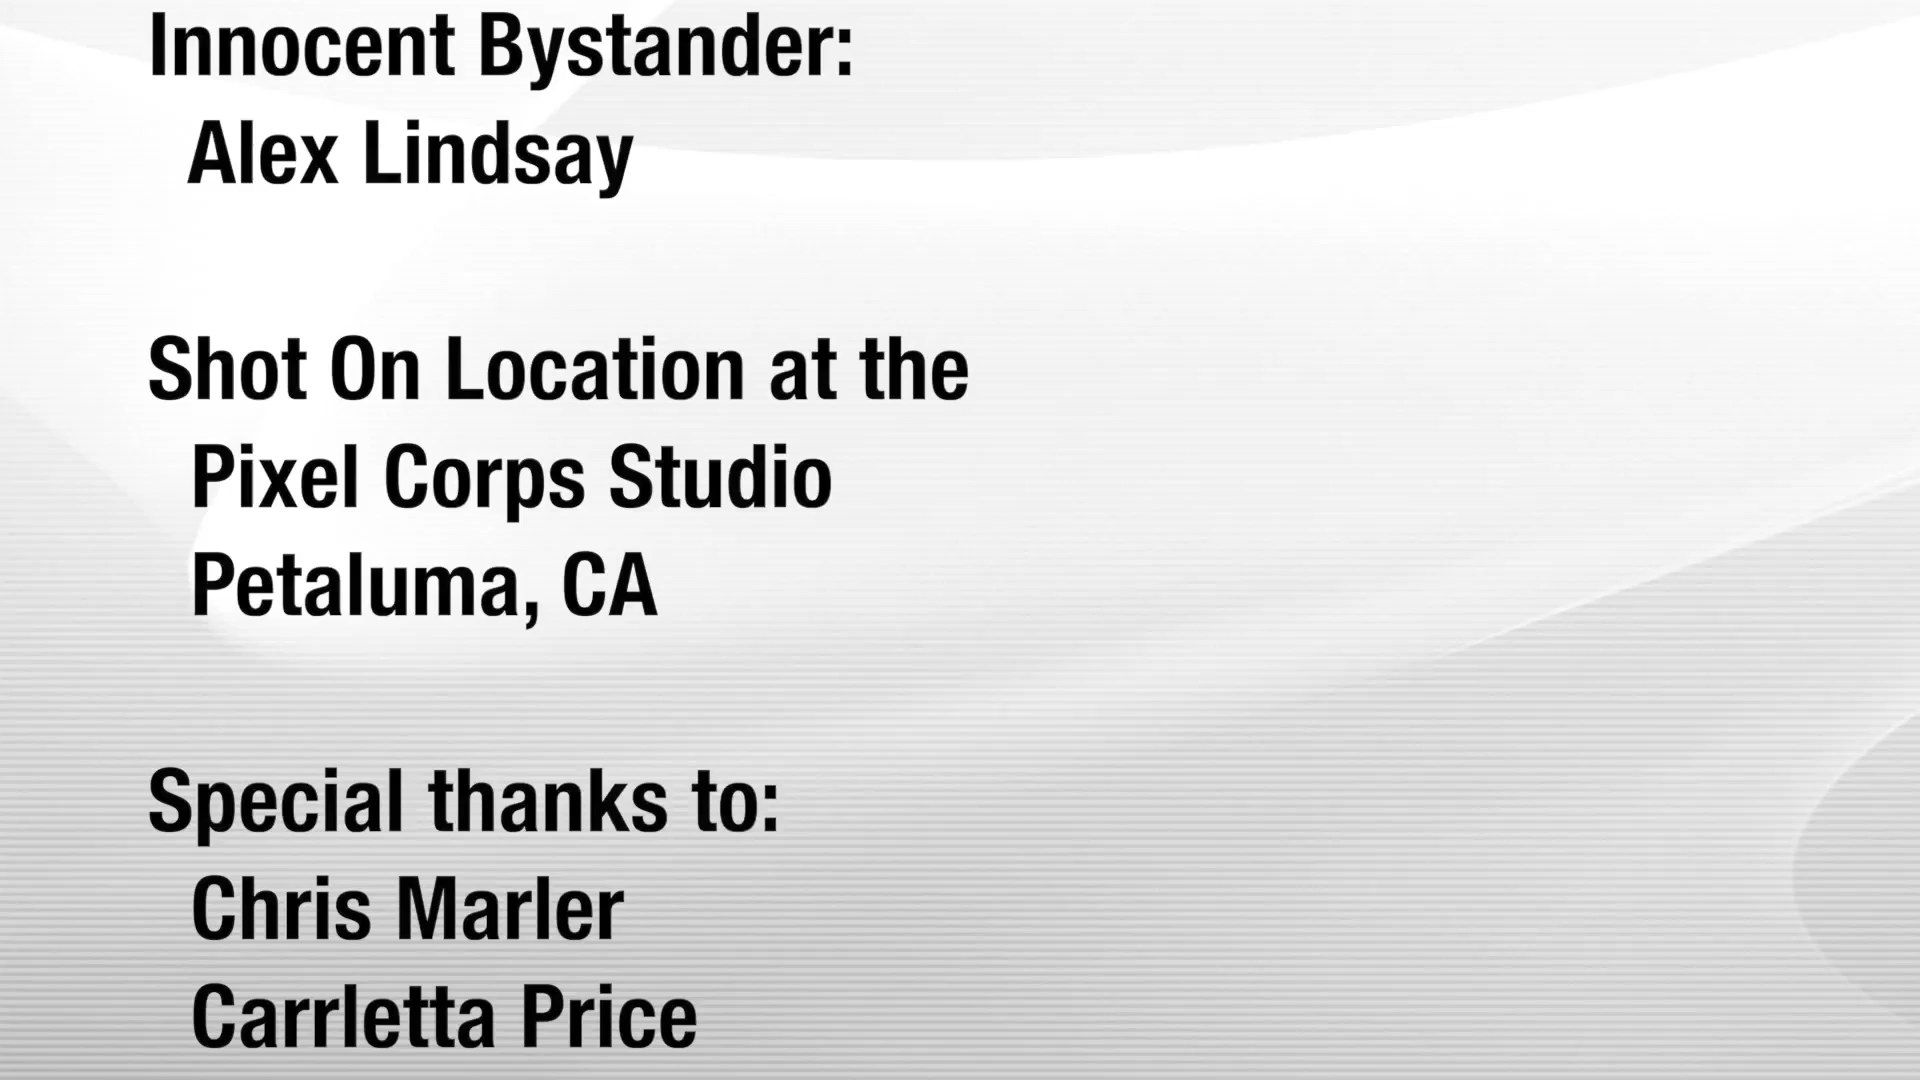 Innocent Bystander:
Alex Lindsay
Shot On Location at the
Pixel Corps Studio
Petaluma, CA
Special thanks to:
Chris Marler
Carrletta Price